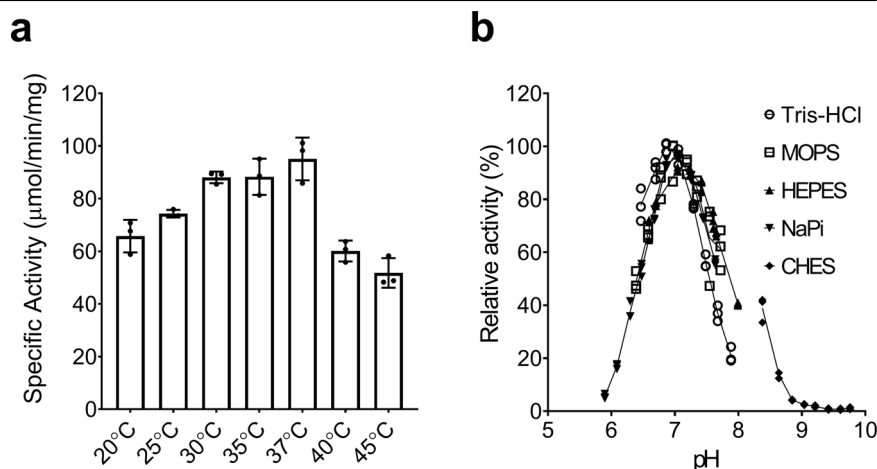 a
Specific Activity (μmol/min/mg)
120
100
80
60
40
20
0
20°C
25°C
30°C
35°C
37°C
40°C
45°C
b
Relative activity (%)
120
100
80
60
40
20
0
5
6
7
8
9
10
pH
Tris-HCl
MOPS
HEPES
NaPi
CHES